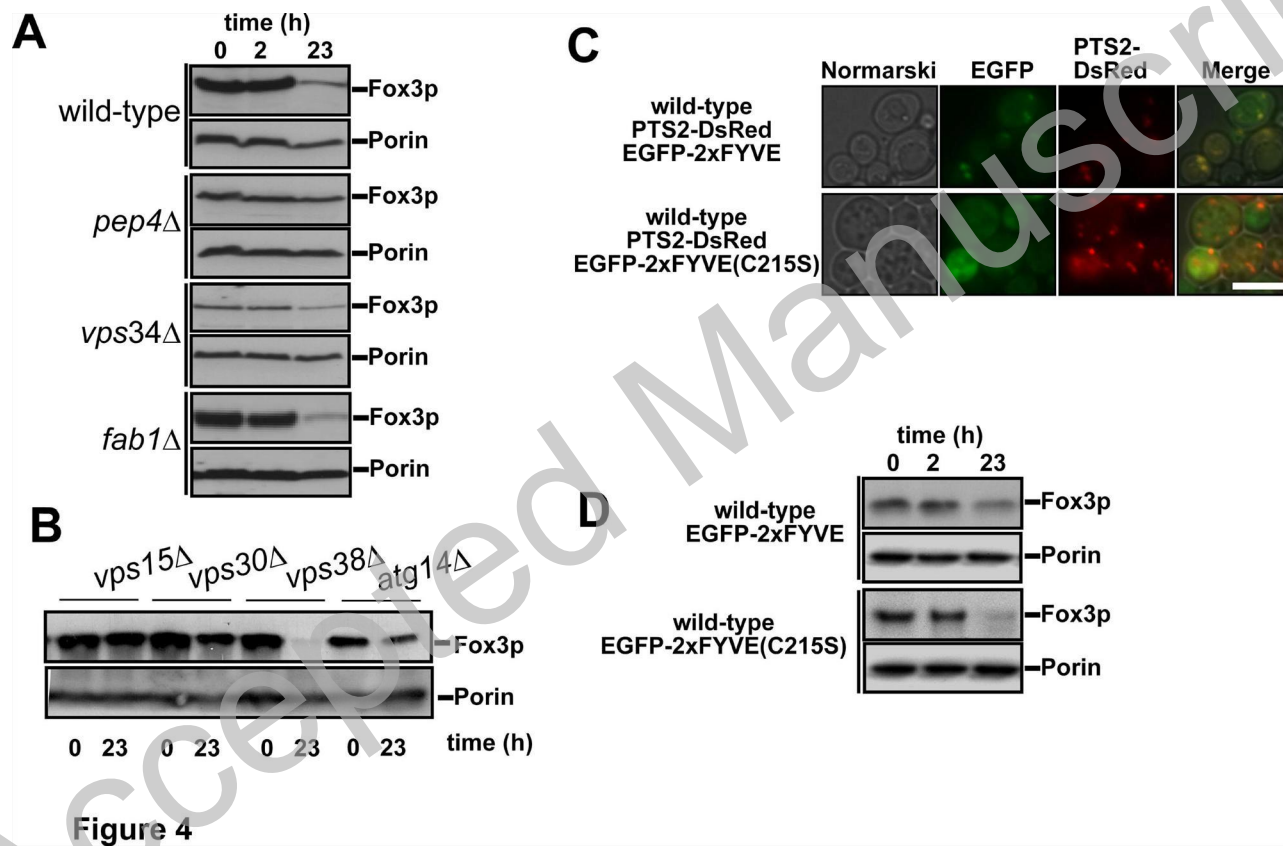 A
time (h)
0 2 23
wild-type
Fox3p
Porin
pep4Δ
Fox3p
Porin
vps34Δ
Fox3p
Porin
fab1Δ
Fox3p
Porin
B
vps15Δ vps30Δ vps38Δ atg14Δ
Fox3p
Porin
0 23 0 23 0 23 0 23 time (h)
C
Normarski EGFP PTS2-
DsRed Merge
wild-type
PTS2-DsRed
EGFP-2xFYVE
wild-type
PTS2-DsRed
EGFP-2xFYVE(C215S)
D
time (h)
0 2 23
wild-type
EGFP-2xFYVE
Fox3p
Porin
wild-type
EGFP-2xFYVE(C215S)
Fox3p
Porin
Figure 4
Accepted Manuscri